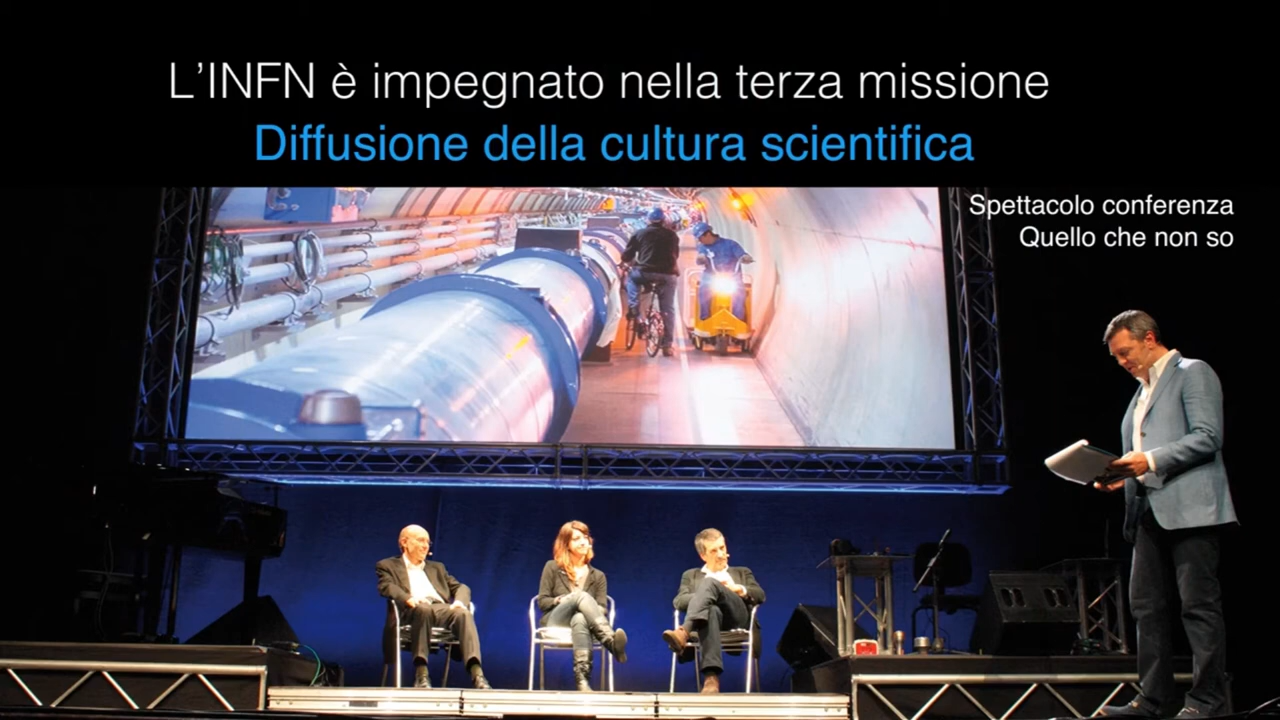 L'INFN è impegnato nella terza missione
Diffusione della cultura scientifica
Spettacolo conferenza
Quello che non so